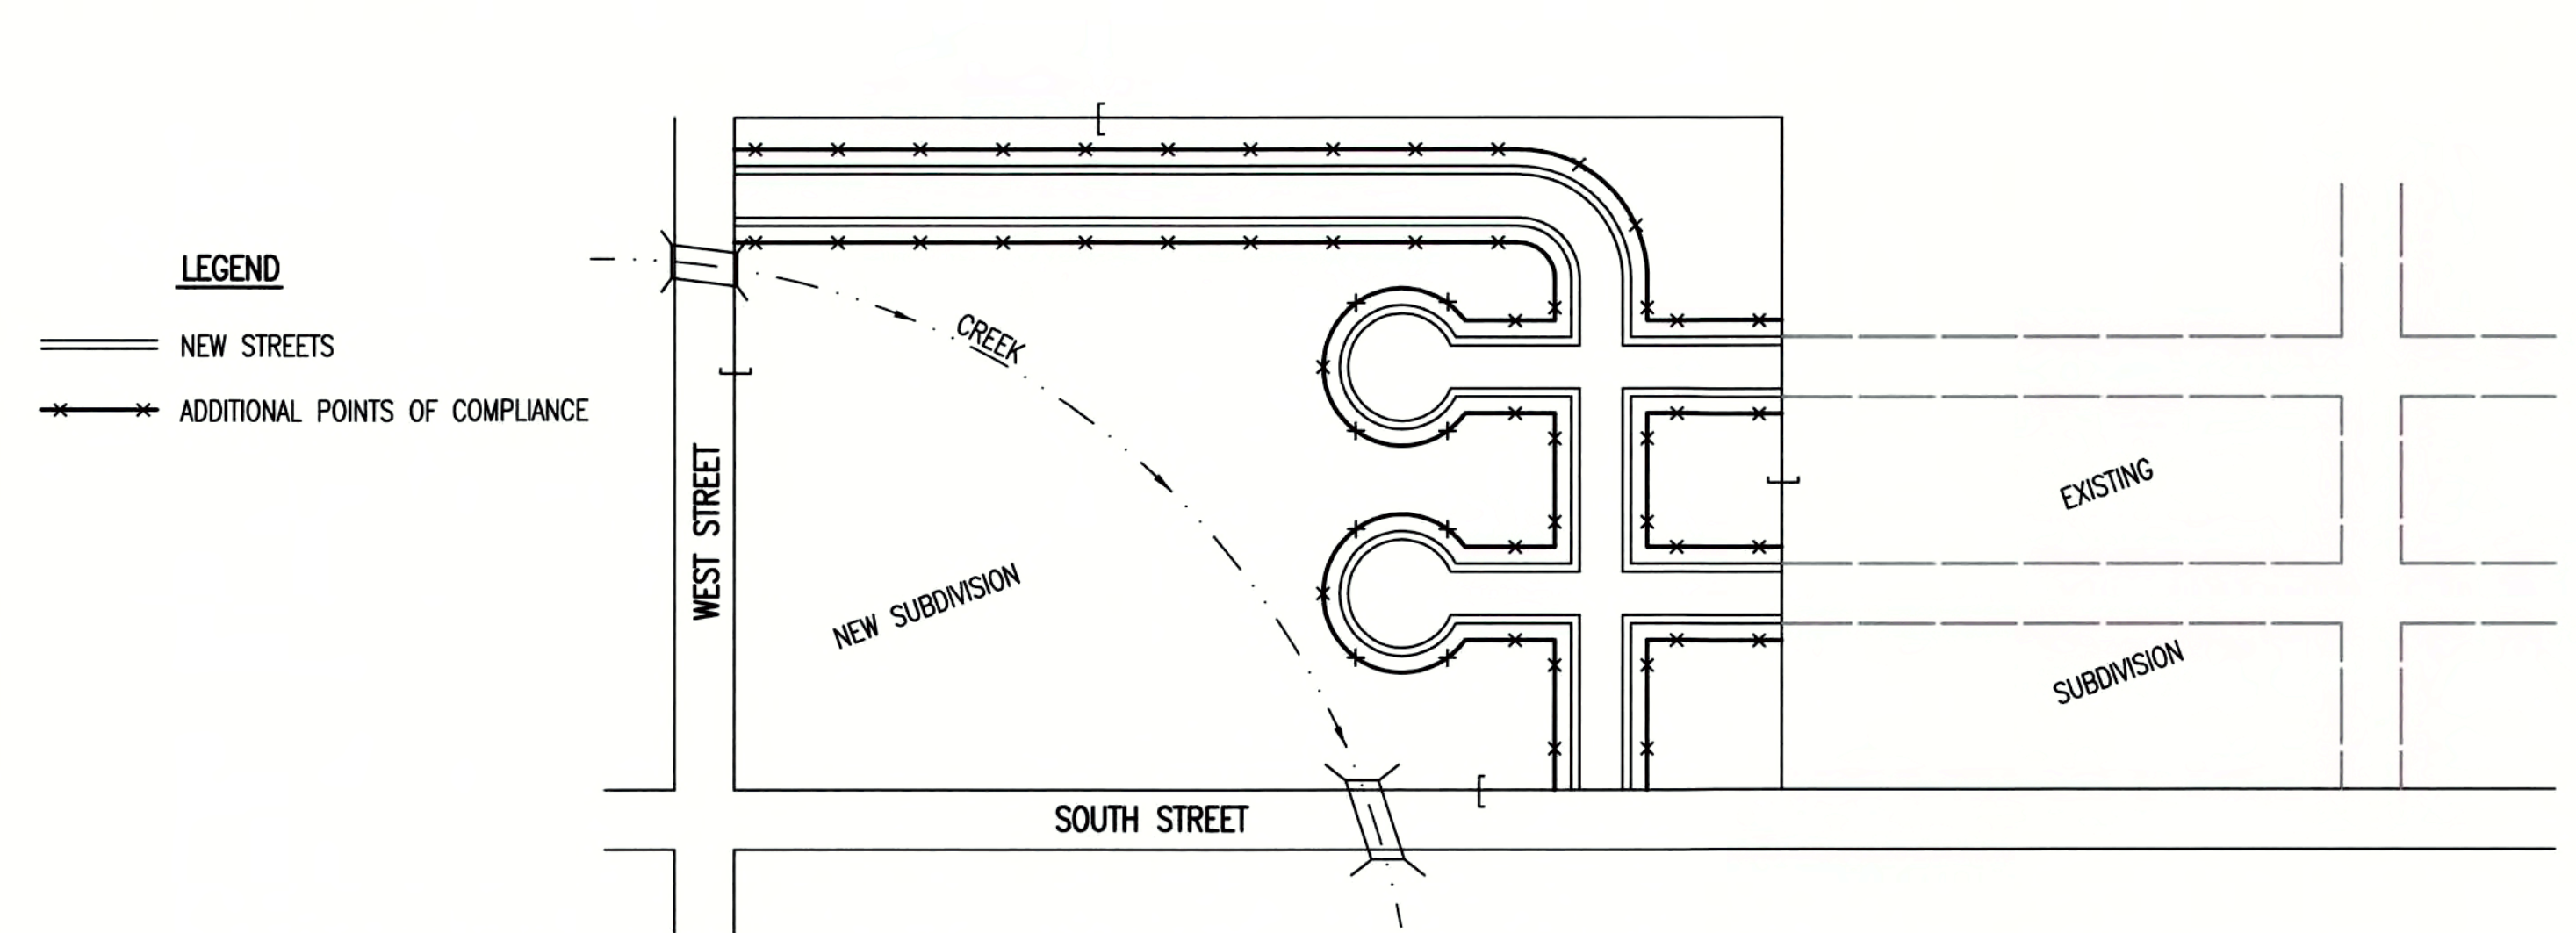 LEGEND
NEW STREETS
ADDITIONAL POINTS OF COMPLIANCE
CREEK
WEST STREET
NEW SUBDIVISION
SOUTH STREET
EXISTING
SUBDIVISION